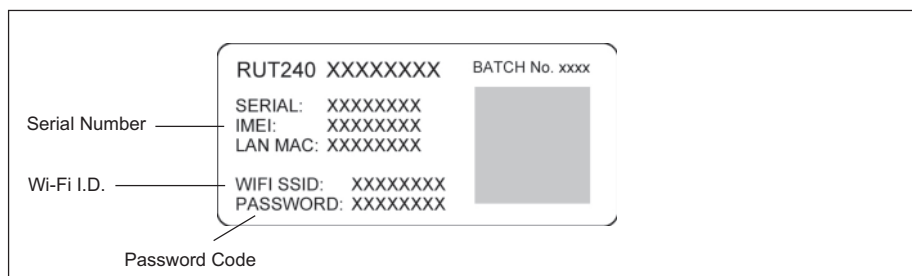 RUT240 XXXXXXXX BATCH No. xxxx
SERIAL: XXXXXXXX
Serial Number
IMEI: XXXXXXXX
LAN MAC: XXXXXXXX
Wi-Fi I.D.
WIFI SSID: XXXXXXXX
PASSWORD: XXXXXXXX
Password Code